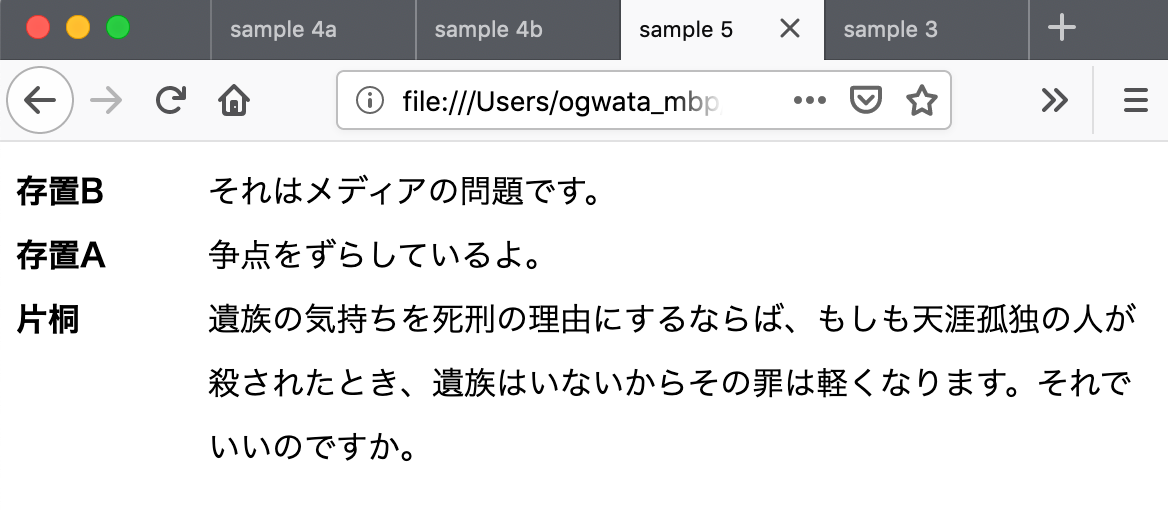 sample 4a sample 4b sample 5 sample 3
file:///Users/ogwata_mbp
存置B それはメディアの問題です。
存置A 争点をずらしているよ。
片桐 遺族の気持ちを死刑の理由にするならば、もしも天涯孤独の人が
殺されたとき、遺族はいないからその罪は軽くなります。それで
いいのですか。